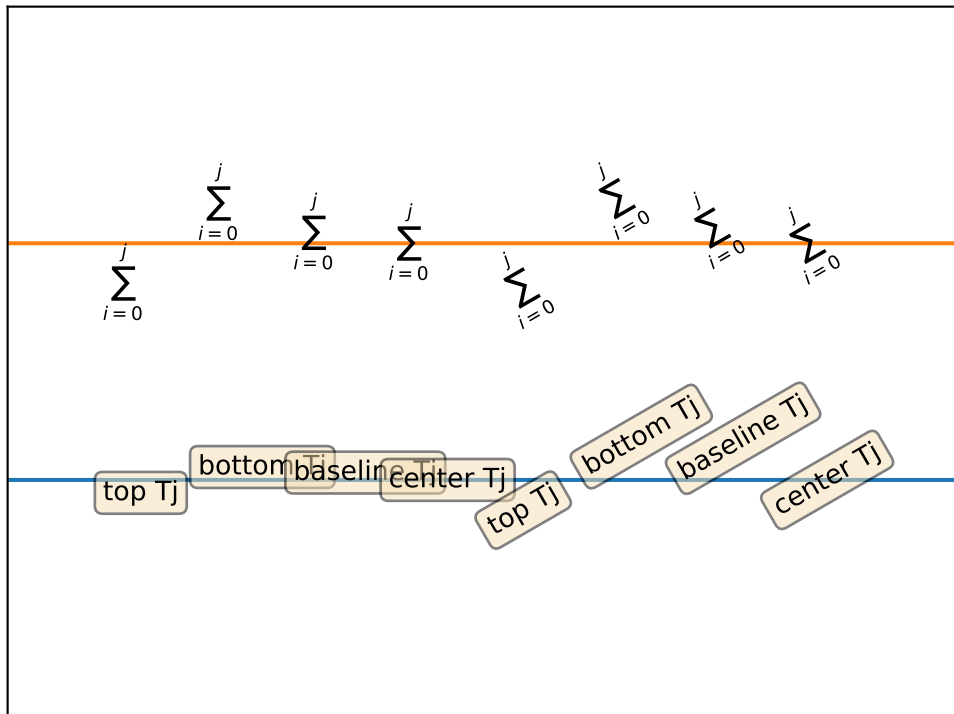 j
∑
i = 0
j
∑
i = 0
j
∑
i = 0
j
∑
i = 0
j
∑
i = 0
j
∑
i = 0
j
∑
i = 0
j
∑
i = 0
top Tj
bottom Tj
baseline Tj
center Tj
top Tj
bottom Tj
baseline Tj
center Tj